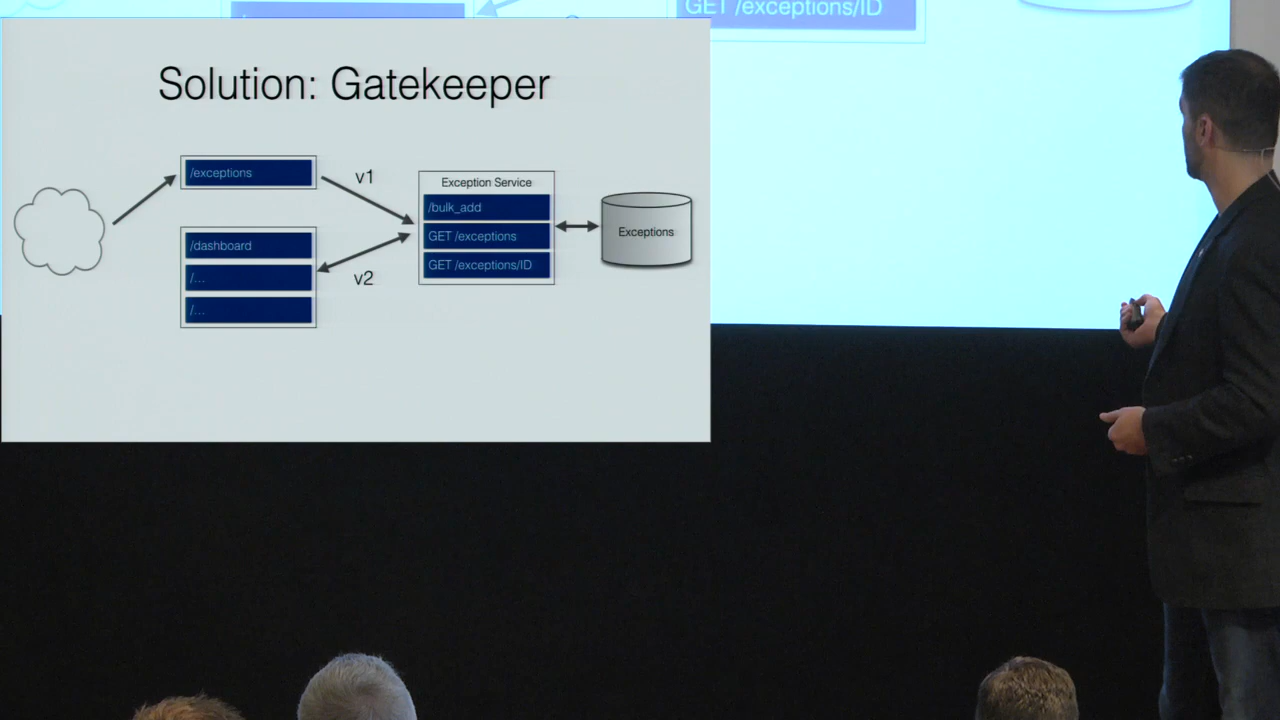 GET /exceptions/ID
Solution: Gatekeeper
/exceptions
v1
/dashboard
/...
/...
v2
Exception Service
/bulk_add
GET /exceptions
GET /exceptions/ID
Exceptions